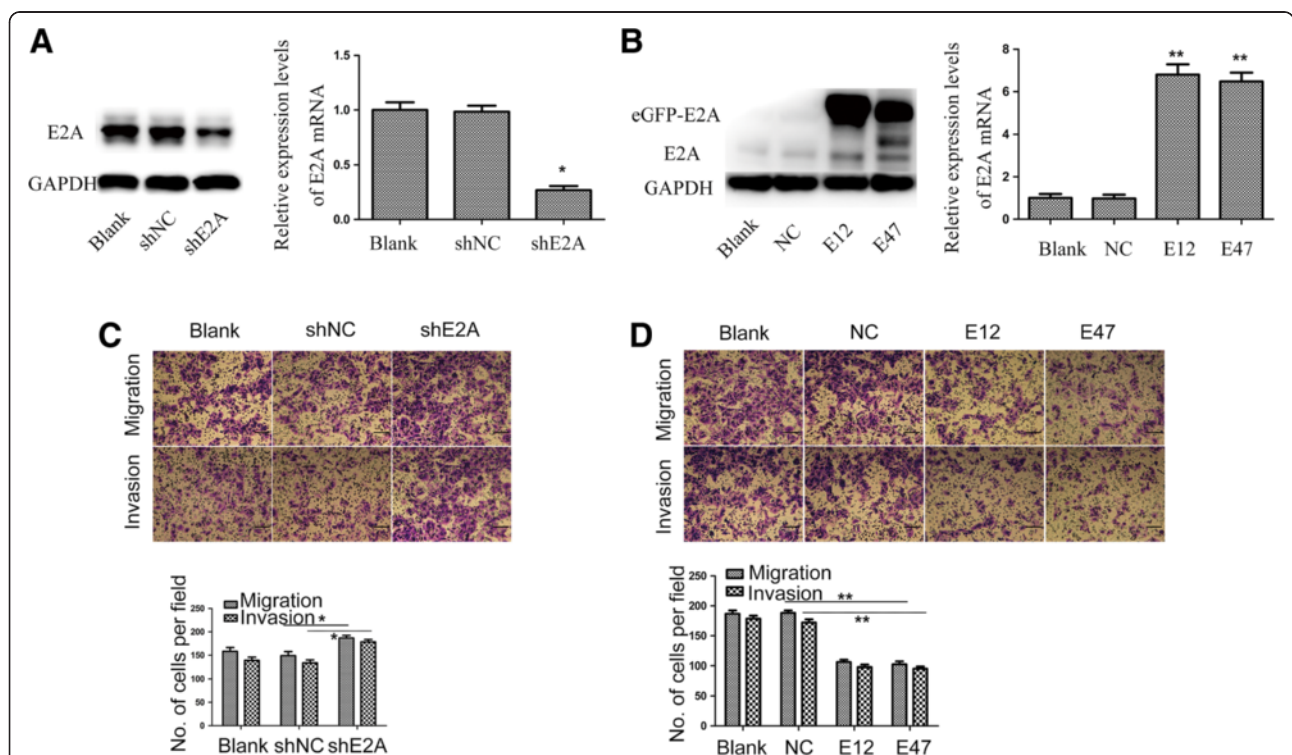 A
E2A
GAPDH
Blank
shNC
shE2A
Reletive expression levels
of E2A mRNA
1.5
1.0
0.5
0.0
*
Blank
shNC
shE2A
B
eGFP-E2A
E2A
GAPDH
Blank
NC
E12
E47
Reletive expression levels
of E2A mRNA
8
6
4
2
0
**
**
Blank
NC
E12
E47
C
Blank
shNC
shE2A
Migration
Invasion
No. of cells per field
250
200
150
100
50
0
Migration
Invasion
*
*
Blank
shNC
shE2A
D
Blank
NC
E12
E47
Migration
Invasion
No. of cells per field
200
150
100
50
0
Migration
Invasion
**
**
Blank
NC
E12
E47